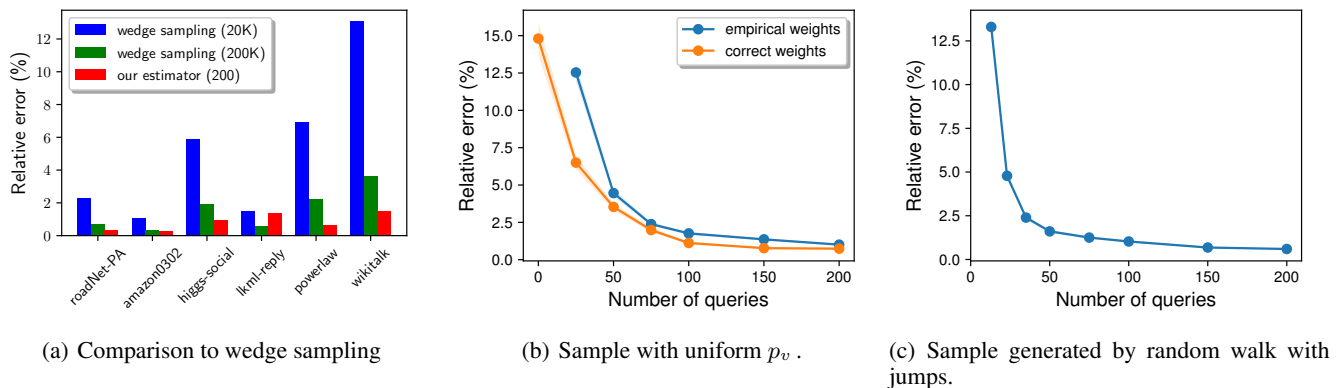 wedge sampling (20K)
wedge sampling (200K)
our estimator (200)
Relative error (%)
12
10
8
6
4
2
0
roadNet-PA
amazon0302
higgs-social
lkml-reply
powerlaw
wikitalk
(a) Comparison to wedge sampling
empirical weights
correct weights
Relative error (%)
15.0
12.5
10.0
7.5
5.0
2.5
0.0
0 50 100 150 200
Number of queries
(b) Sample with uniform p_v .
Relative error (%)
12.5
10.0
7.5
5.0
2.5
0.0
50 100 150 200
Number of queries
(c) Sample generated by random walk with
jumps.